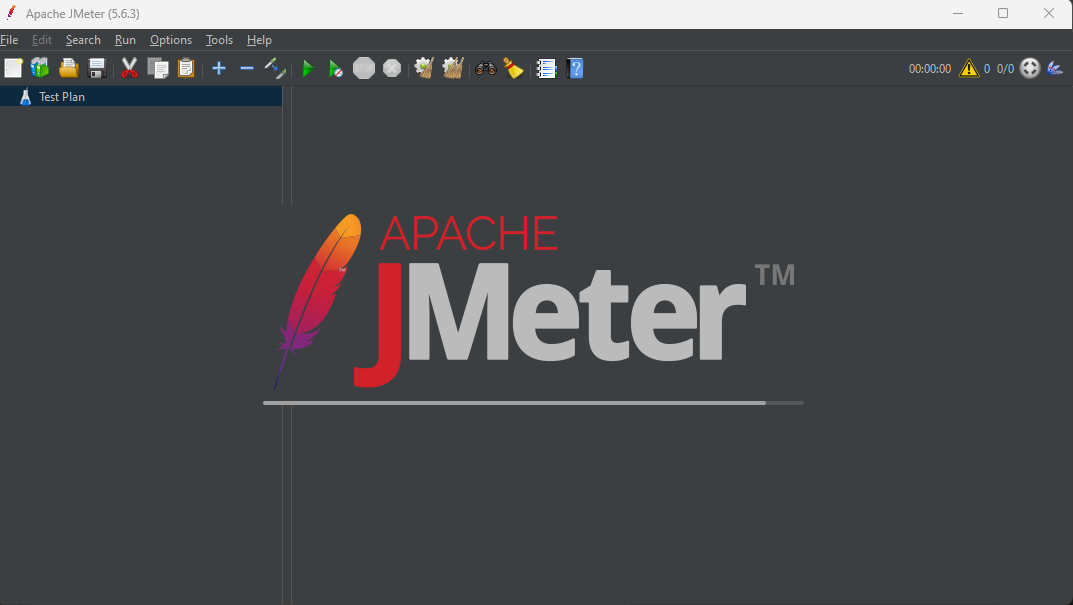 Apache JMeter (5.6.3)
File Edit Search Run Options Tools Help
00:00:00 0 0/0
Test Plan
APACHE
JMeter™